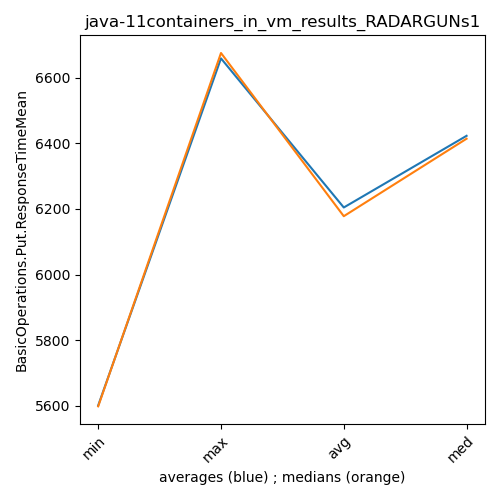 java-11containers_in_vm_results_RADARGUNs1
BasicOperations.Put.ResponseTimeMean
6600
6400
6200
6000
5800
5600
min
max
avg
med
averages (blue) ; medians (orange)